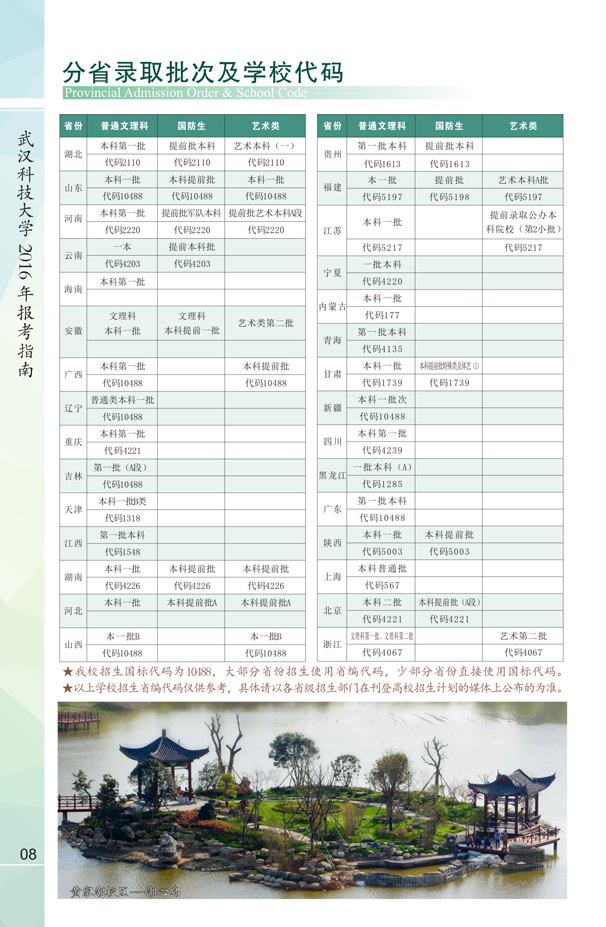 分省录取批次及学校代码
Provincial Admission Order & School Code
武汉科技大学 2016 年报考指南
省份 普通文理科 国防生 艺术类
湖北 本科第一批 提前批本科 艺术本科（一）
代码2110 代码2110 代码2110
山东 本科一批 本科提前批 本科一批
代码10488 代码10488 代码10488
河南 本科第一批 提前批军队本科 提前批艺术本科A段
代码2220 代码2220 代码2220
云南 一本 提前本科批
代码4203 代码4203
海南 本科第一批
安徽 文理科 文理科 艺术类第二批
本科一批 本科提前一批
广西 本科第一批 本科提前批
代码10488 代码10488
辽宁 普通类本科一批
代码10488
重庆 本科第一批
代码4221
吉林 第一批（A段）
代码10488
天津 本科一批B类
代码1318
江西 第一批本科
代码1548
湖南 本科一批 本科提前批 本科提前批
代码4226 代码4226 代码4226
河北 本科一批 本科提前批A 本科提前批A
山西 本一批B 本一批B
代码10488 代码10488
省份 普通文理科 国防生 艺术类
贵州 第一批本科 提前批本科
代码1613 代码1613
福建 本一批 提前批 艺术本科A批
代码5197 代码5198 代码5197
江苏 本科一批 提前录取公办本
科院校（第2小批）
代码5217 代码5217
宁夏 一批本科
代码4220
内蒙古 本科一批
代码177
青海 第一批本科
代码4135
甘肃 本科一批 本科提前批特殊类及体艺（I）
代码1739 代码1739
新疆 本科一批次
代码10488
四川 本科第一批
代码4239
黑龙江 一批本科（A）
代码1285
广东 第一批本科
代码10488
陕西 本科一批 本科提前批
代码5003 代码5003
上海 本科普通批
代码567
北京 本科二批 本科提前批（A段）
代码4221 代码4221
浙江 文理科第一批、文理科第二批 艺术第二批
代码4067 代码4067
★我校招生国标代码为 10488，大部分省份招生使用省编代码，少部分省份直接使用国标代码。
★以上学校招生省编代码仅供参考，具体请以各省级招生部门在刊登高校招生计划的媒体上公布的为准。
黄家湖校区——湖心岛
08